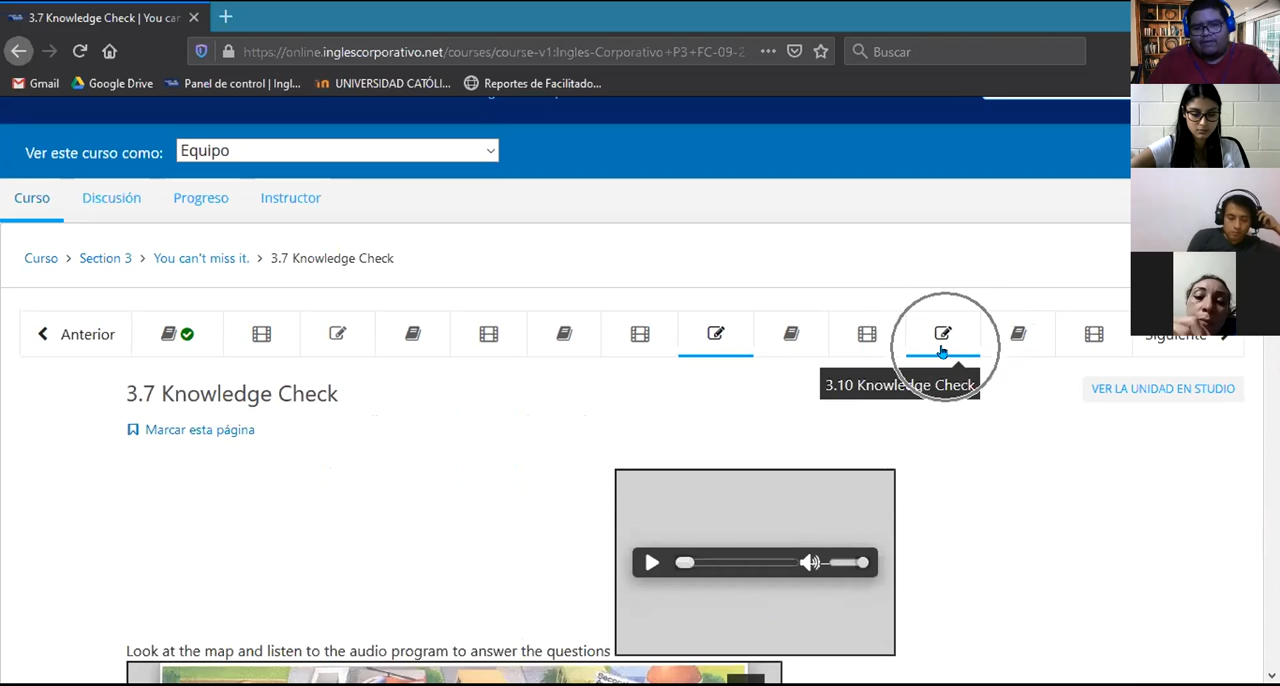 3.7 Knowledge Check | You car
https://online.inglescorporativo.net/courses/course-v1:Ingles-Corporativo+P3+FC-09-2
Buscar
Gmail
Google Drive
Panel de control | Ingl...
UNIVERSIDAD CATÓLI...
Reportes de Facilitado...
Ver este curso como:
Equipo
Curso
Discusión
Progreso
Instructor
Curso > Section 3 > You can't miss it. > 3.7 Knowledge Check
Anterior
Siguiente
3.10 Knowledge Check
3.7 Knowledge Check
VER LA UNIDAD EN STUDIO
Marcar esta página
Look at the map and listen to the audio program to answer the questions